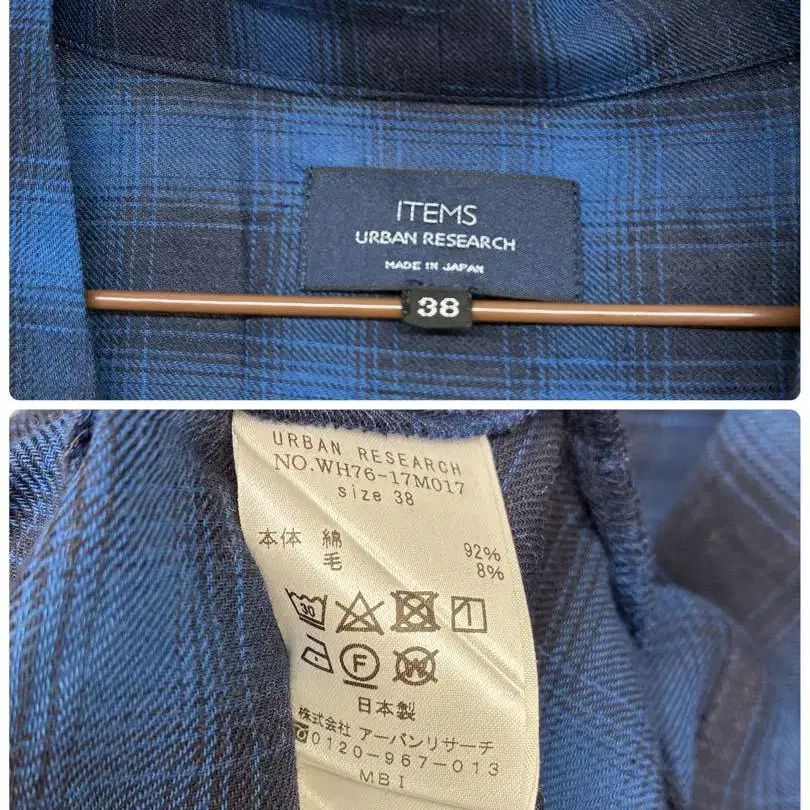 ITEMS
URBAN RESEARCH
MADE IN JAPAN
38
URBAN RESEARCH
NO.WH76-17M017
size 38
本体 綿 92%
毛 8%
30
F
W
日本製
株式会社 アーバンリサーチ
0120-967-013
MBI